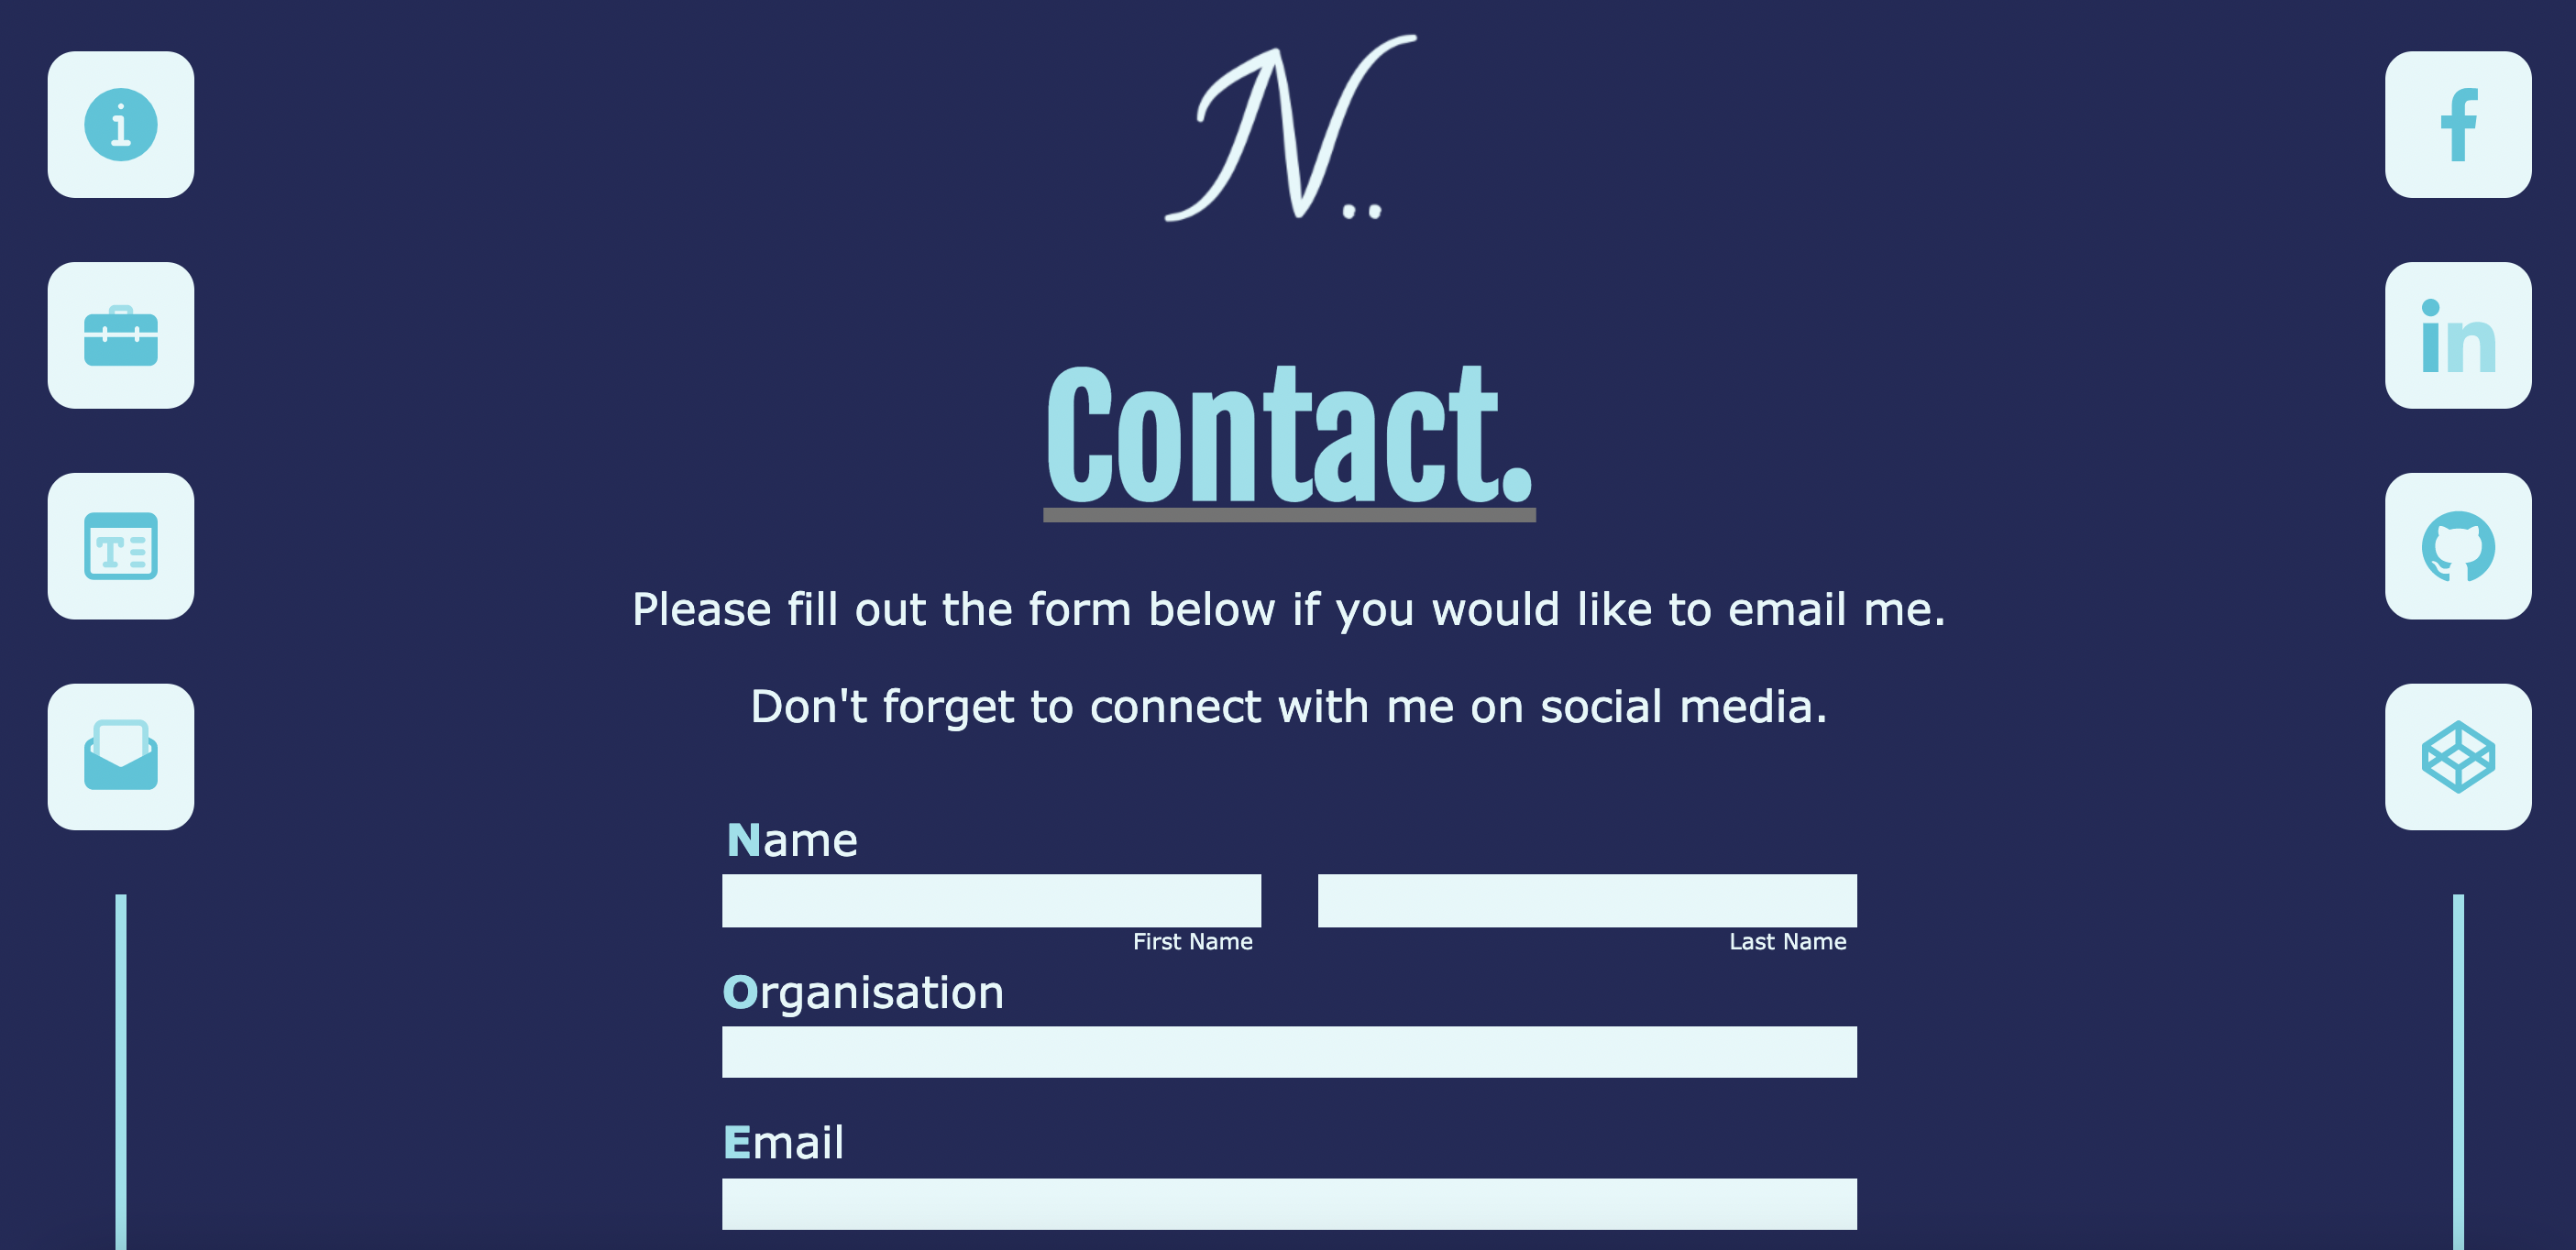 N..
Contact.
Please fill out the form below if you would like to email me.
Don't forget to connect with me on social media.
Name
First Name Last Name
Organisation
Email